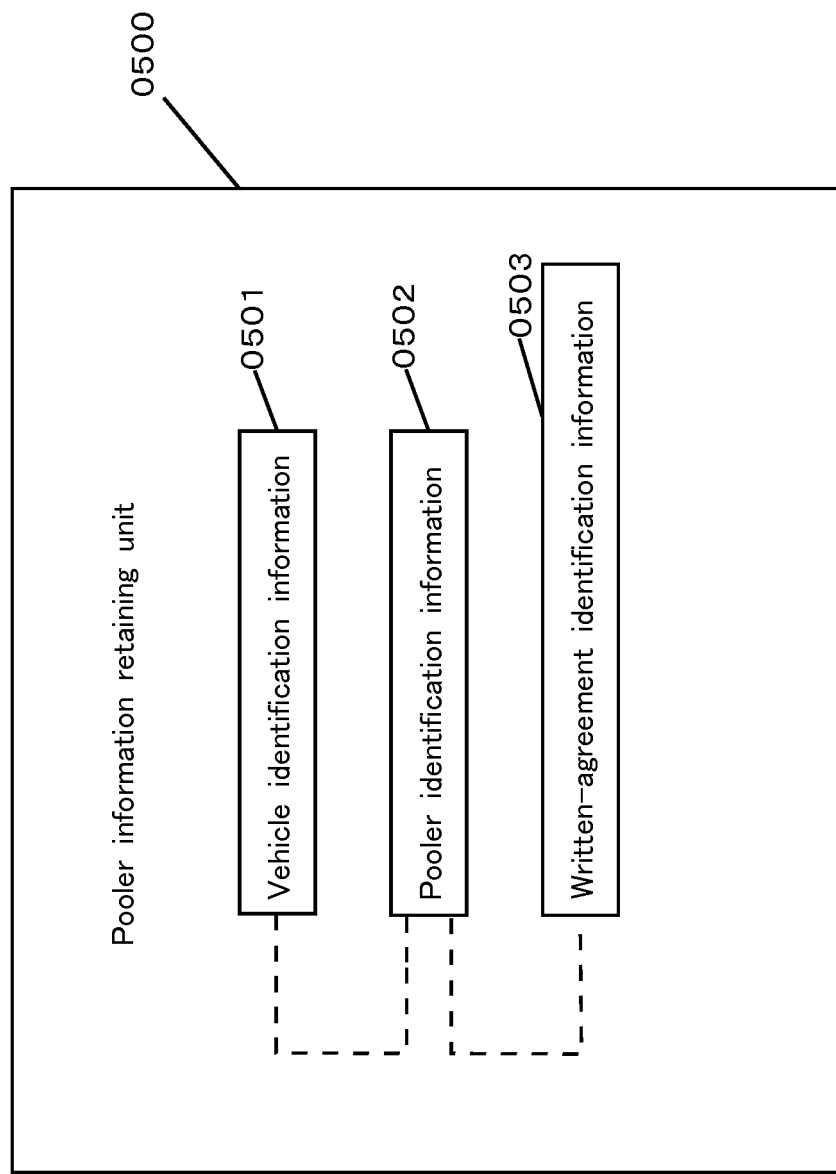 0500
Pooler information retaining unit
0501
Vehicle identification information
0502
Pooler identification information
0503
Written-agreement identification information